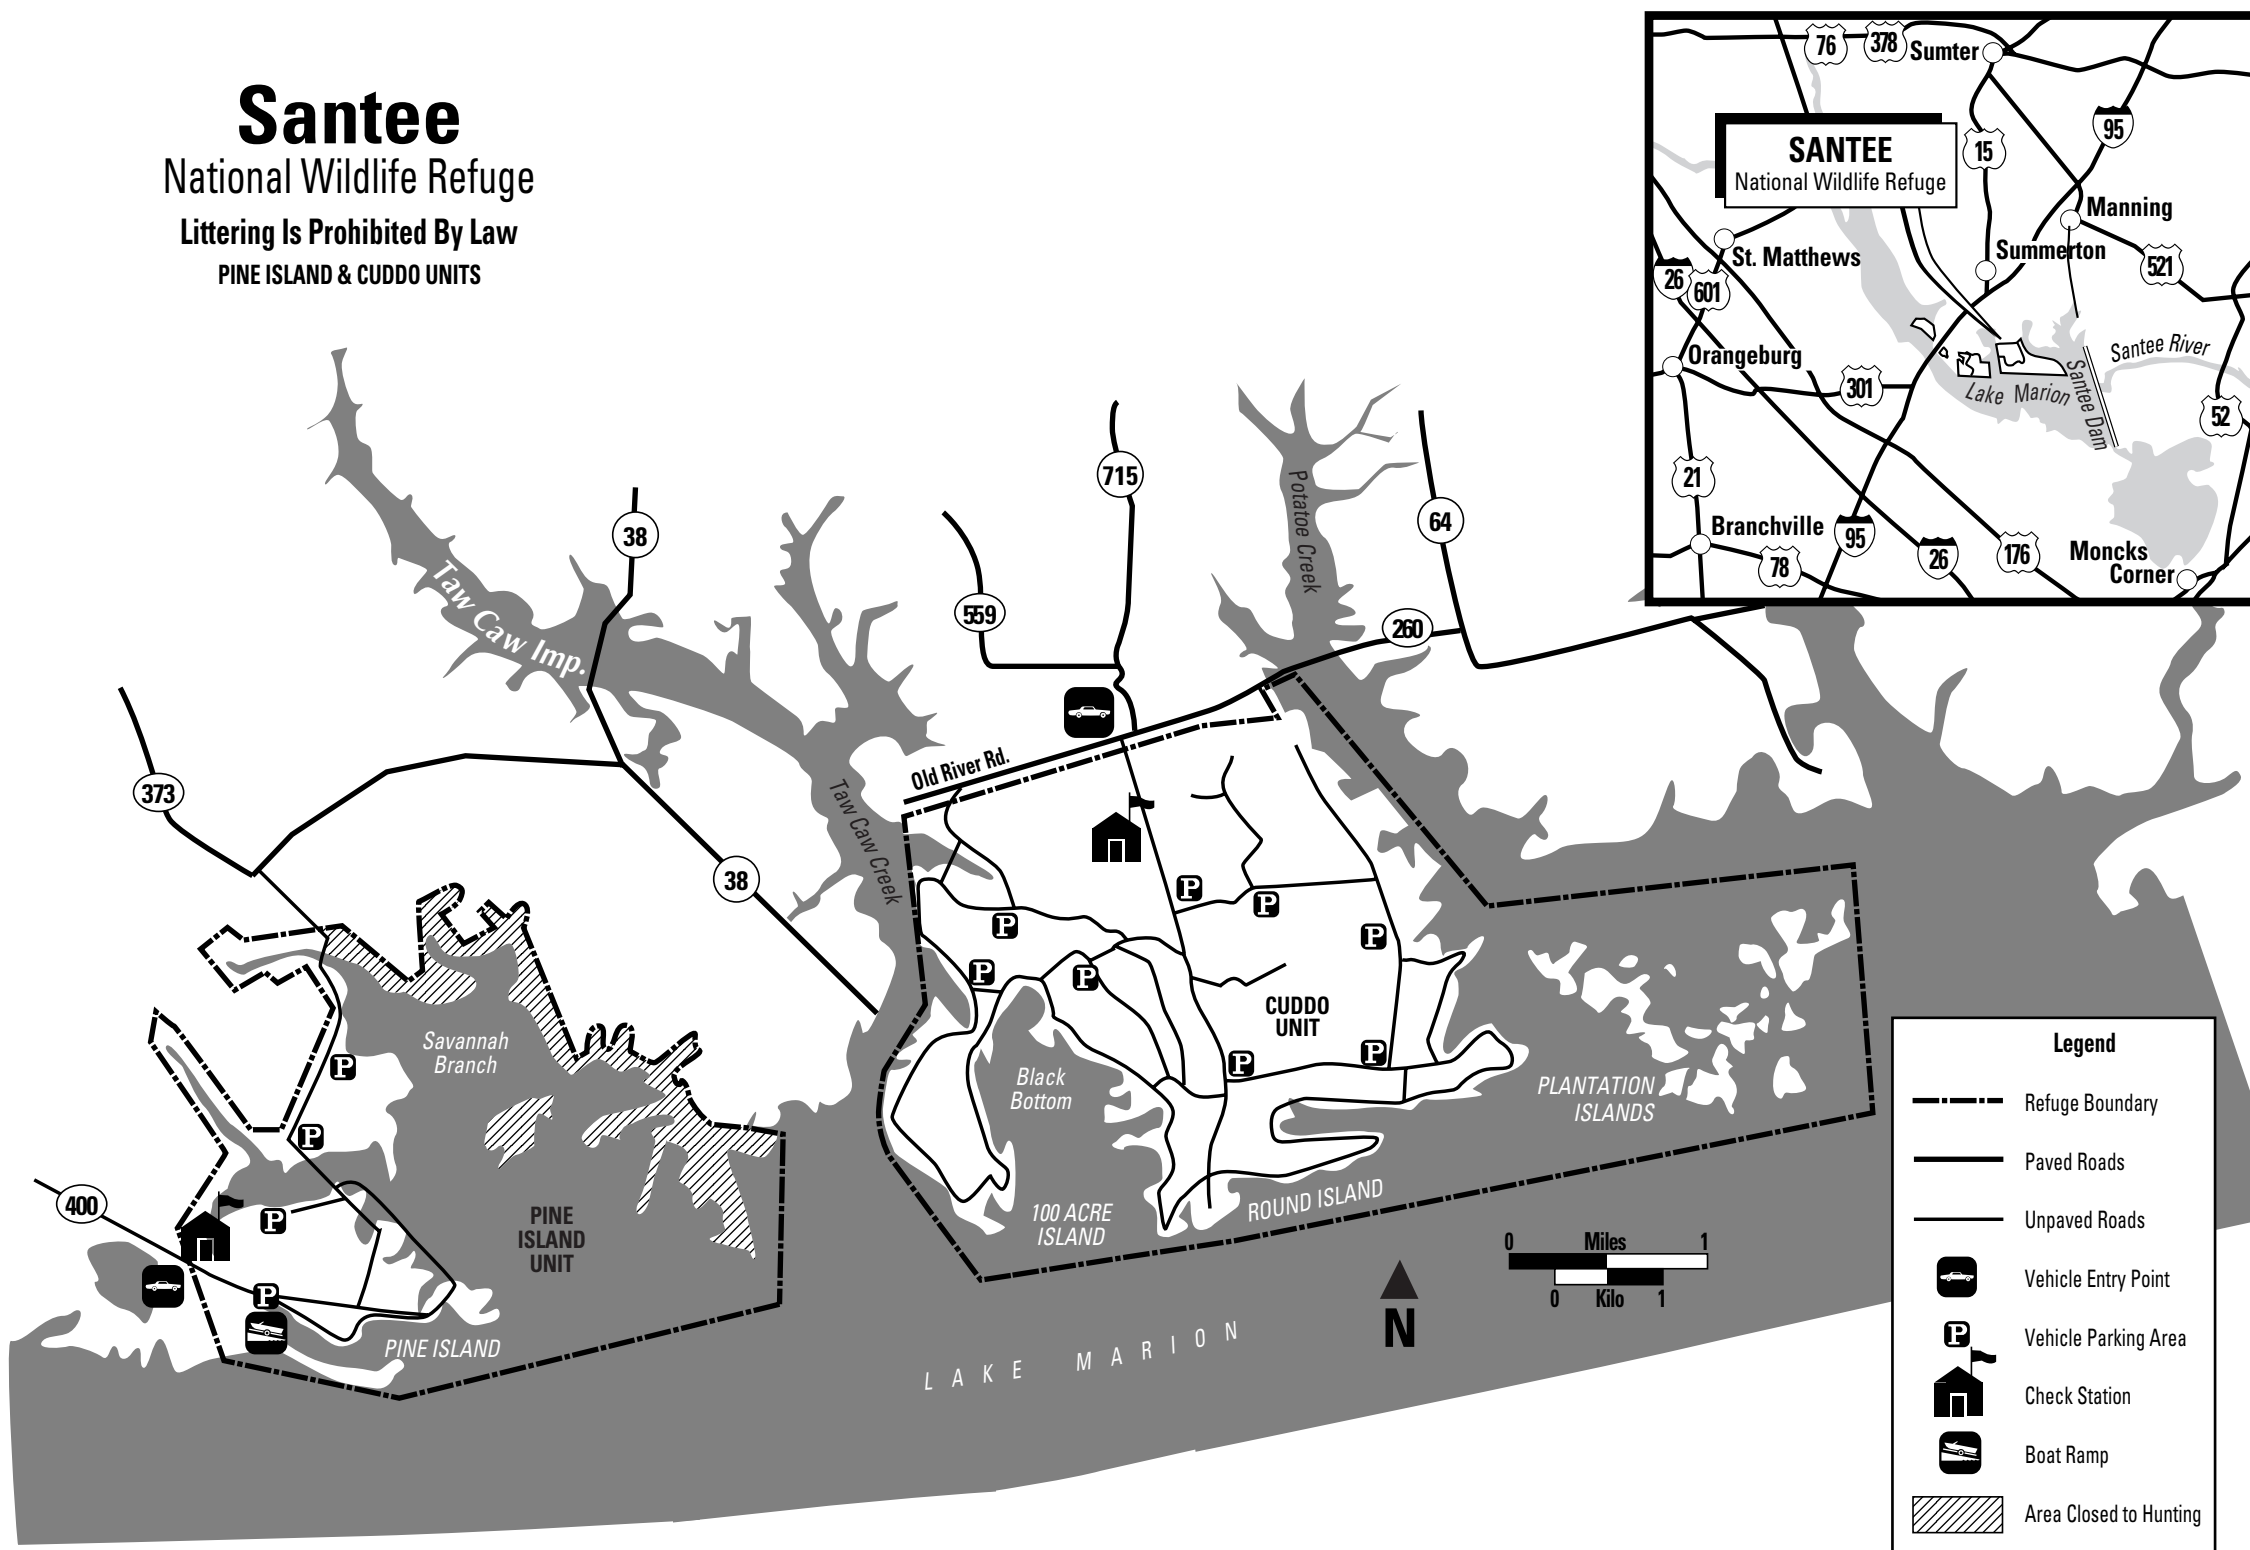 Santee
National Wildlife Refuge
Littering Is Prohibited By Law
PINE ISLAND & CUDDO UNITS
76
378
Sumter
95
15
SANTEE
National Wildlife Refuge
Manning
St. Matthews
Summerton
521
26
601
Orangeburg
Santee River
301
Lake Marion
Santee Dam
52
21
Branchville
95
26
176
78
Moncks
Corner
715
64
38
Potatoe Creek
Taw Caw Imp.
559
260
Old River Rd.
373
Taw Caw Creek
38
P
P
P
P
P
P
CUDDO
UNIT
Savannah
Branch
P
P
P
Black
Bottom
PLANTATION
ISLANDS
P
400
P
PINE
ISLAND
UNIT
100 ACRE
ISLAND
ROUND ISLAND
P
PINE ISLAND
0 Miles 1
0 Kilo 1
N
LAKE MARION
Legend
Refuge Boundary
Paved Roads
Unpaved Roads
Vehicle Entry Point
P Vehicle Parking Area
Check Station
Boat Ramp
Area Closed to Hunting